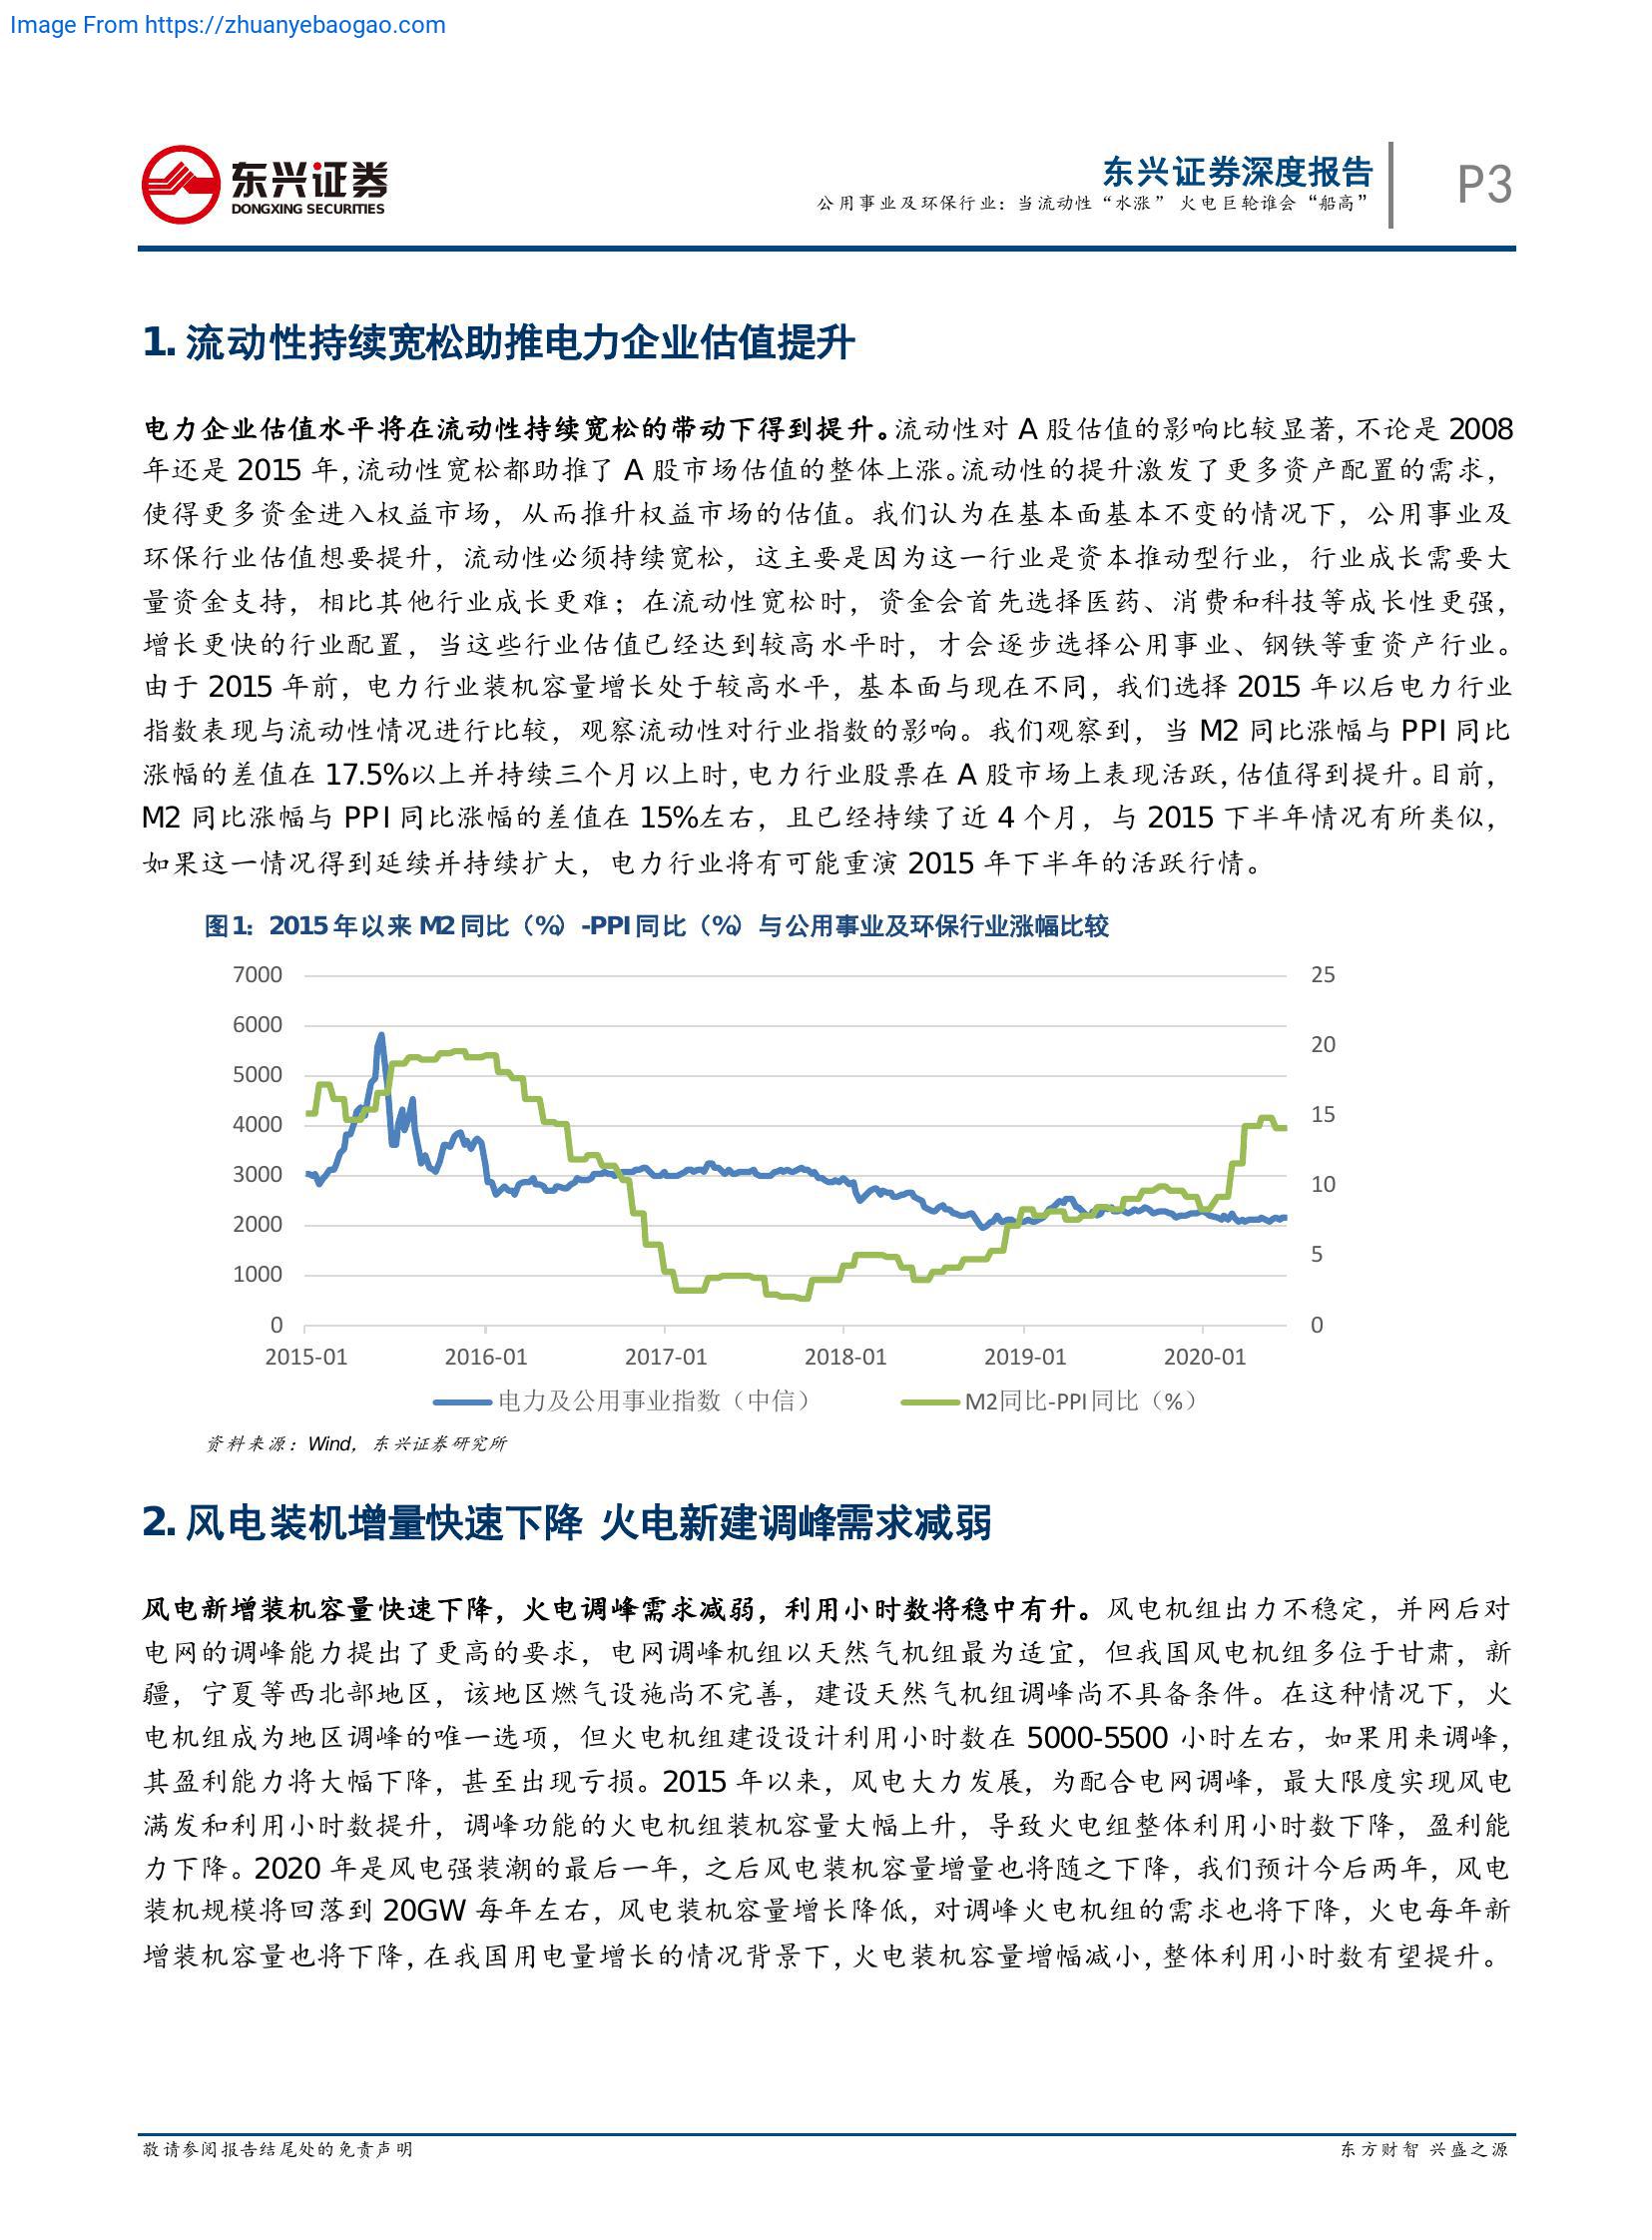 Image From https://zhuanyebaogao.com
东兴证券
DONGXING SECURITIES
东兴证券深度报告
公用事业及环保行业：当流动性“水涨” 火电巨轮谁会“船高”
P3
1. 流动性持续宽松助推电力企业估值提升
电力企业估值水平将在流动性持续宽松的带动下得到提升。流动性对 A 股估值的影响比较显著，不论是 2008
年还是 2015 年，流动性宽松都助推了 A 股市场估值的整体上涨。流动性的提升激发了更多资产配置的需求，
使得更多资金进入权益市场，从而推升权益市场的估值。我们认为在基本面基本不变的情况下，公用事业及
环保行业估值想要提升，流动性必须持续宽松，这主要是因为这一行业是资本推动型行业，行业成长需要大
量资金支持，相比其他行业成长更难；在流动性宽松时，资金会首先选择医药、消费和科技等成长性更强，
增长更快的行业配置，当这些行业估值已经达到较高水平时，才会逐步选择公用事业、钢铁等重资产行业。
由于 2015 年前，电力行业装机容量增长处于较高水平，基本面与现在不同，我们选择 2015 年以后电力行业
指数表现与流动性情况进行比较，观察流动性对行业指数的影响。我们观察到，当 M2 同比涨幅与 PPI 同比
涨幅的差值在 17.5%以上并持续三个月以上时，电力行业股票在 A 股市场上表现活跃，估值得到提升。目前，
M2 同比涨幅与 PPI 同比涨幅的差值在 15%左右，且已经持续了近 4 个月，与 2015 下半年情况有所类似，
如果这一情况得到延续并持续扩大，电力行业将有可能重演 2015 年下半年的活跃行情。
图1：2015 年以来 M2 同比（%）-PPI 同比（%）与公用事业及环保行业涨幅比较
7000
6000
5000
4000
3000
2000
1000
0
25
20
15
10
5
0
2015-01 2016-01 2017-01 2018-01 2019-01 2020-01
电力及公用事业指数（中信） M2同比-PPI同比（%）
资料来源：Wind，东兴证券研究所
2. 风电装机增量快速下降 火电新建调峰需求减弱
风电新增装机容量快速下降，火电调峰需求减弱，利用小时数将稳中有升。风电机组出力不稳定，并网后对
电网的调峰能力提出了更高的要求，电网调峰机组以天然气机组最为适宜，但我国风电机组多位于甘肃，新
疆，宁夏等西北部地区，该地区燃气设施尚不完善，建设天然气机组调峰尚不具备条件。在这种情况下，火
电机组成为地区调峰的唯一选项，但火电机组建设设计利用小时数在 5000-5500 小时左右，如果用来调峰，
其盈利能力将大幅下降，甚至出现亏损。2015 年以来，风电大力发展，为配合电网调峰，最大限度实现风电
满发和利用小时数提升，调峰功能的火电机组装机容量大幅上升，导致火电组整体利用小时数下降，盈利能
力下降。2020 年是风电强装潮的最后一年，之后风电装机容量增量也将随之下降，我们预计今后两年，风电
装机规模将回落到 20GW 每年左右，风电装机容量增长降低，对调峰火电机组的需求也将下降，火电每年新
增装机容量也将下降，在我国用电量增长的情况背景下，火电装机容量增幅减小，整体利用小时数有望提升。
敬请参阅报告结尾处的免责声明
东方财智 兴盛之源